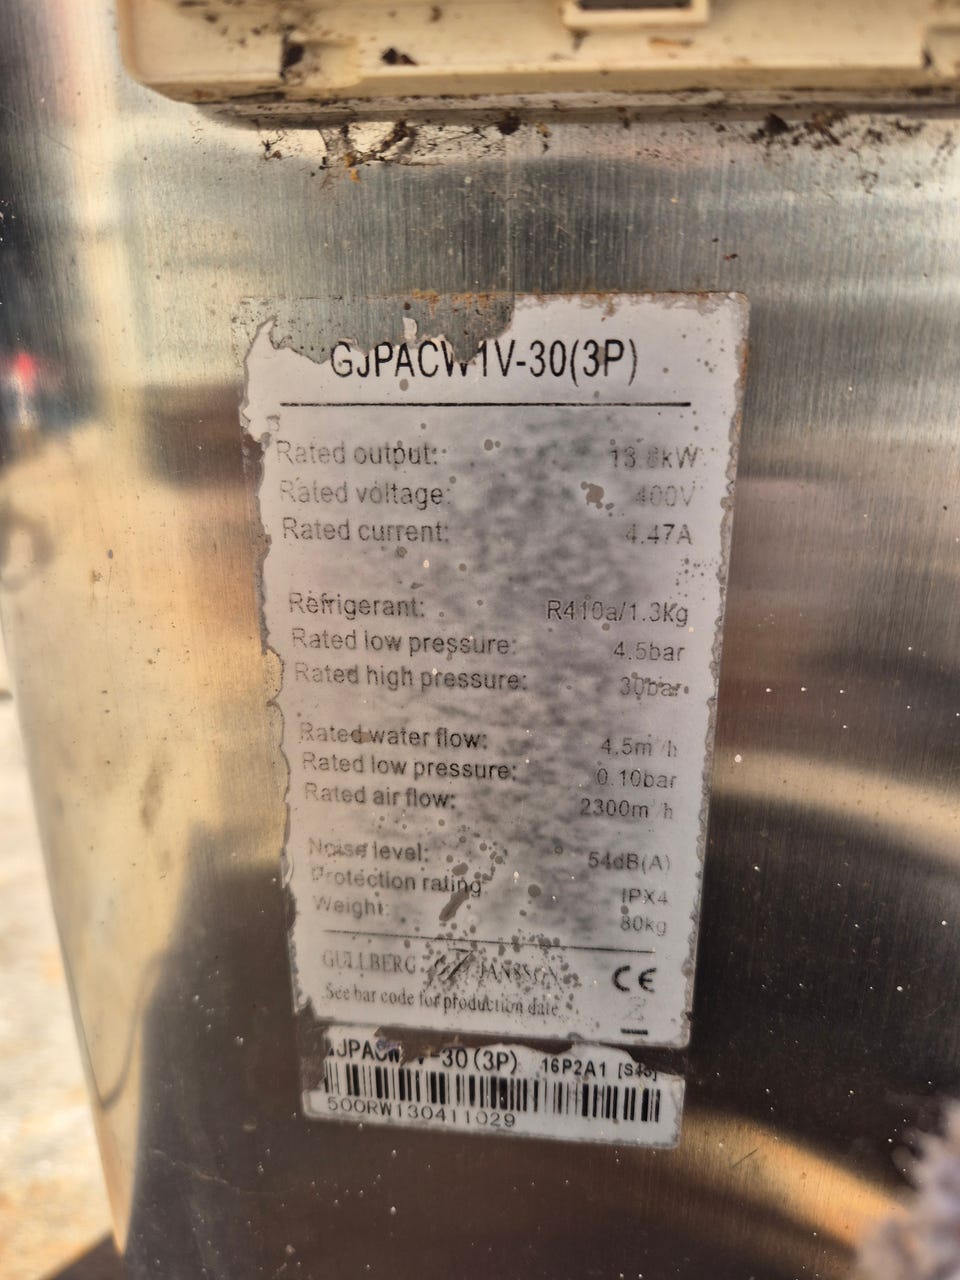 GJPACW1V-30(3P)
Rated output: kW
Rated voltage: 400V
Rated current: 4.47A
Refrigerant: R410a/1.3Kg
Rated low pressure: 4.5bar
Rated high pressure: 30bar
Rated water flow: 4.5m³/h
Rated low pressure: 0.10bar
Rated air flow: 2300m³/h
Noise level: 54dB(A)
Protection rating: IPX4
Weight: 80kg
GULLBERG JANSSON CE
See bar code for production date
GJPACW1V-30(3P) 16P2A1
500RW130411029